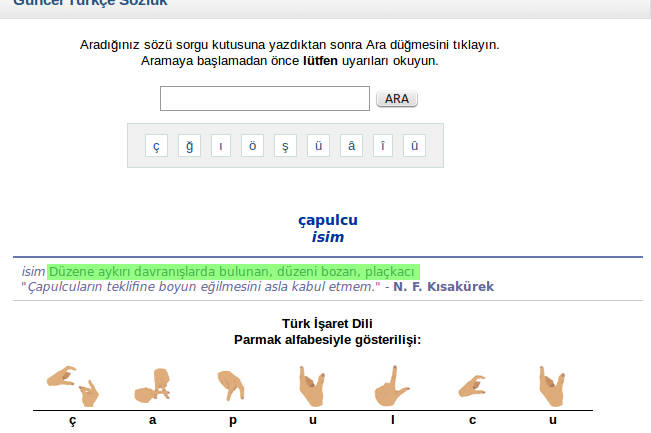 Güncel Türkçe Sözlük
Aradığınız sözü sorgu kutusuna yazdıktan sonra Ara düğmesini tıklayın.
Aramaya başlamadan önce lütfen uyarıları okuyun.
ARA
ç ğ ı ö ş ü â î û
çapulcu
isim
isim Düzene aykırı davranışlarda bulunan, düzeni bozan, plaçkacı
"Çapulcuların teklifine boyun eğilmesini asla kabul etmem." - N. F. Kısakürek
Türk İşaret Dili
Parmak alfabesiyle gösterilişi:
ç a p u l c u